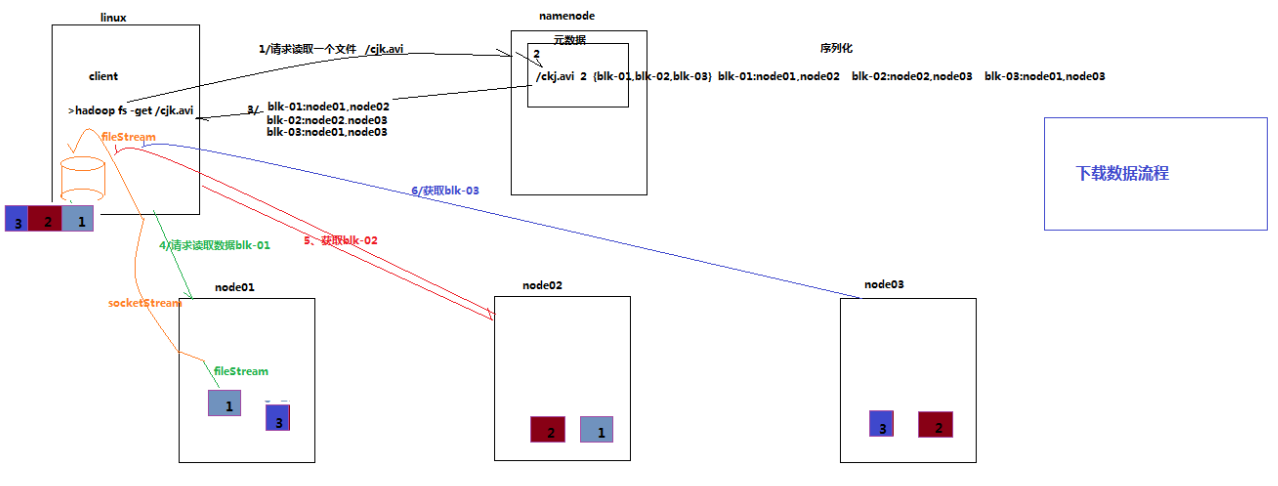 linux
namenode
1/请求读取一个文件 /cjk.avi
元数据
序列化
2
client
/ckj.avi 2 {blk-01,blk-02,blk-03} blk-01:node01,node02 blk-02:node02,node03 blk-03:node01,node03
>hadoop fs -get /cjk.avi
3/
blk-01:node01,node02
blk-02:node02,node03
blk-03:node01,node03
fileStream
下载数据流程
6/获取blk-03
3
2
1
4/请求读取数据blk-01
5、获取blk-02
node01
node02
node03
socketStream
fileStream
1
3
2
1
3
2